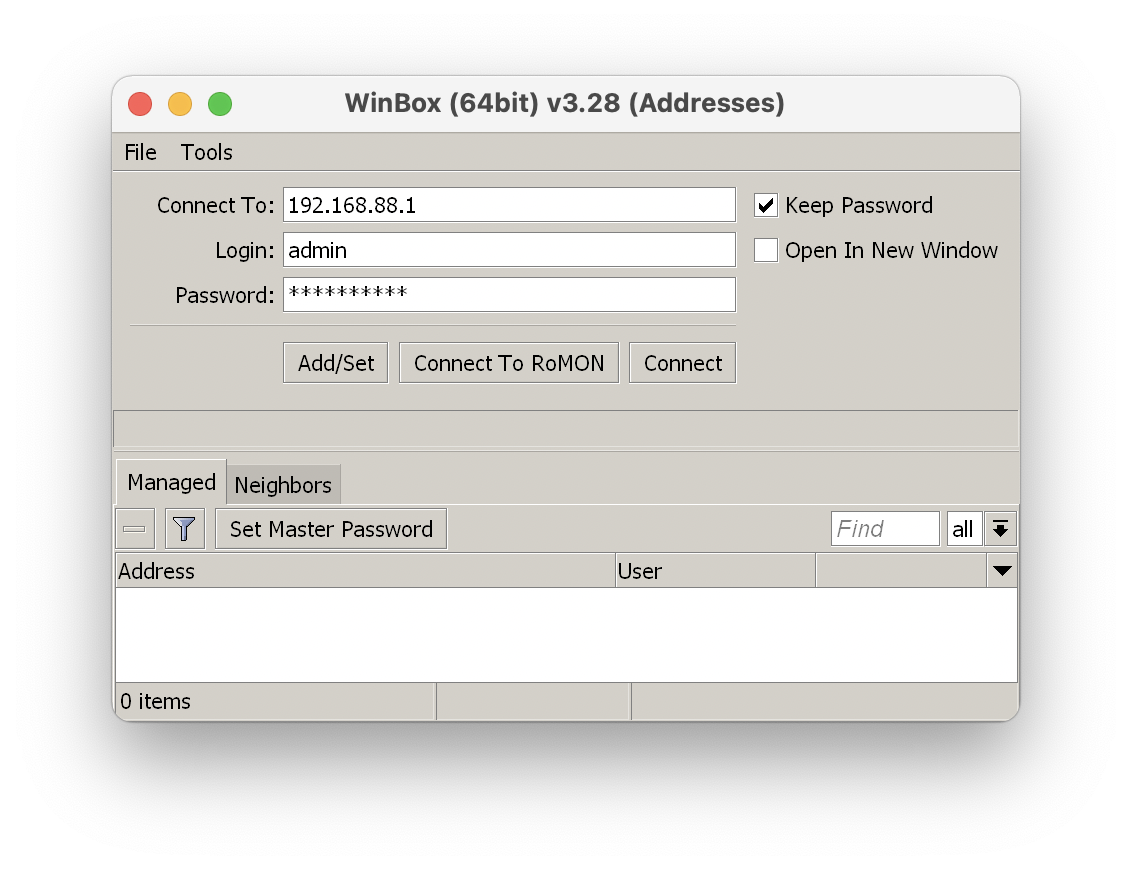 WinBox (64bit) v3.28 (Addresses)
File Tools
Connect To: 192.168.88.1 Keep Password
Login: admin Open In New Window
Password: **********
Add/Set Connect To RoMON Connect
Managed Neighbors
Set Master Password Find all
Address User
0 items